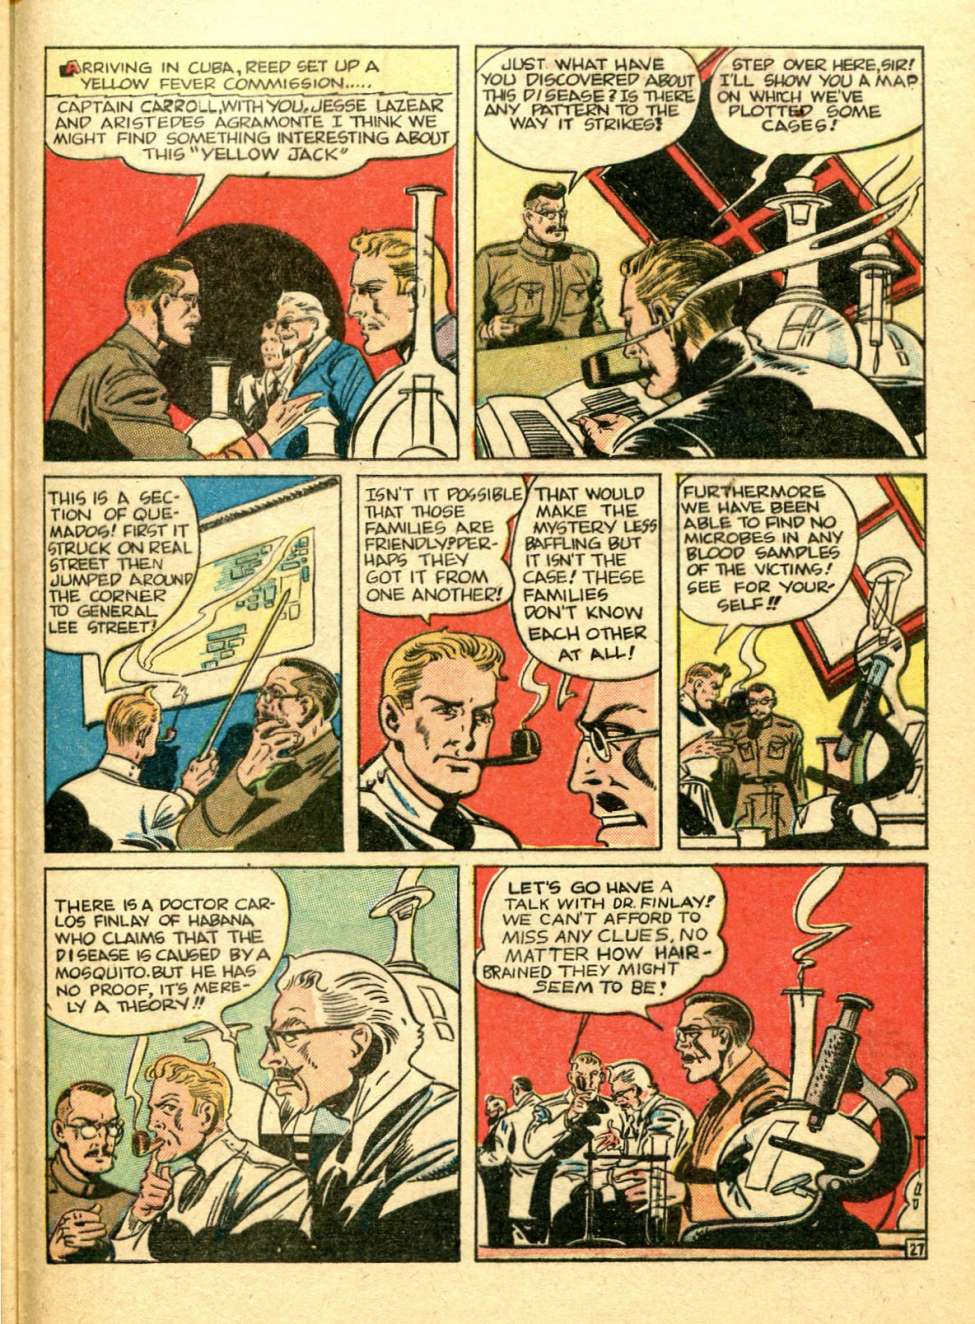 ARRIVING IN CUBA, REED SET UP A
YELLOW FEVER COMMISSION.....
CAPTAIN CARROLL, WITH YOU, JESSE LAZEAR
AND ARISTEDES AGRAMONTE I THINK WE
MIGHT FIND SOMETHING INTERESTING ABOUT
THIS "YELLOW JACK"
JUST WHAT HAVE
YOU DISCOVERED ABOUT
THIS DISEASE? IS THERE
ANY PATTERN TO THE
WAY IT STRIKES!
STEP OVER HERE, SIR!
I'LL SHOW YOU A MAP
ON WHICH WE'VE
PLOTTED SOME
CASES!
THIS IS A SEC-
TION OF QUE-
MADOS! FIRST IT
STRUCK ON REAL
STREET THEN
JUMPED AROUND
THE CORNER
TO GENERAL
LEE STREET!
ISN'T IT POSSIBLE
THAT THOSE
FAMILIES ARE
FRIENDLY?PER-
HAPS THEY
GOT IT FROM
ONE ANOTHER!
THAT WOULD
MAKE THE
MYSTERY LESS
BAFFLING BUT
IT ISN'T THE
CASE! THESE
FAMILIES
DON'T KNOW
EACH OTHER
AT ALL!
FURTHERMORE
WE HAVE BEEN
ABLE TO FIND NO
MICROBES IN ANY
BLOOD SAMPLES
OF THE VICTIMS!
SEE FOR YOUR-
SELF!!
THERE IS A DOCTOR CAR-
LOS FINLAY OF HABANA
WHO CLAIMS THAT THE
DISEASE IS CAUSED BY A
MOSQUITO. BUT HE HAS
NO PROOF, IT'S MERE-
LY A THEORY!!
LET'S GO HAVE A
TALK WITH DR. FINLAY!
WE CAN'T AFFORD TO
MISS ANY CLUES, NO
MATTER HOW HAIR-
BRAINED THEY MIGHT
SEEM TO BE!
27